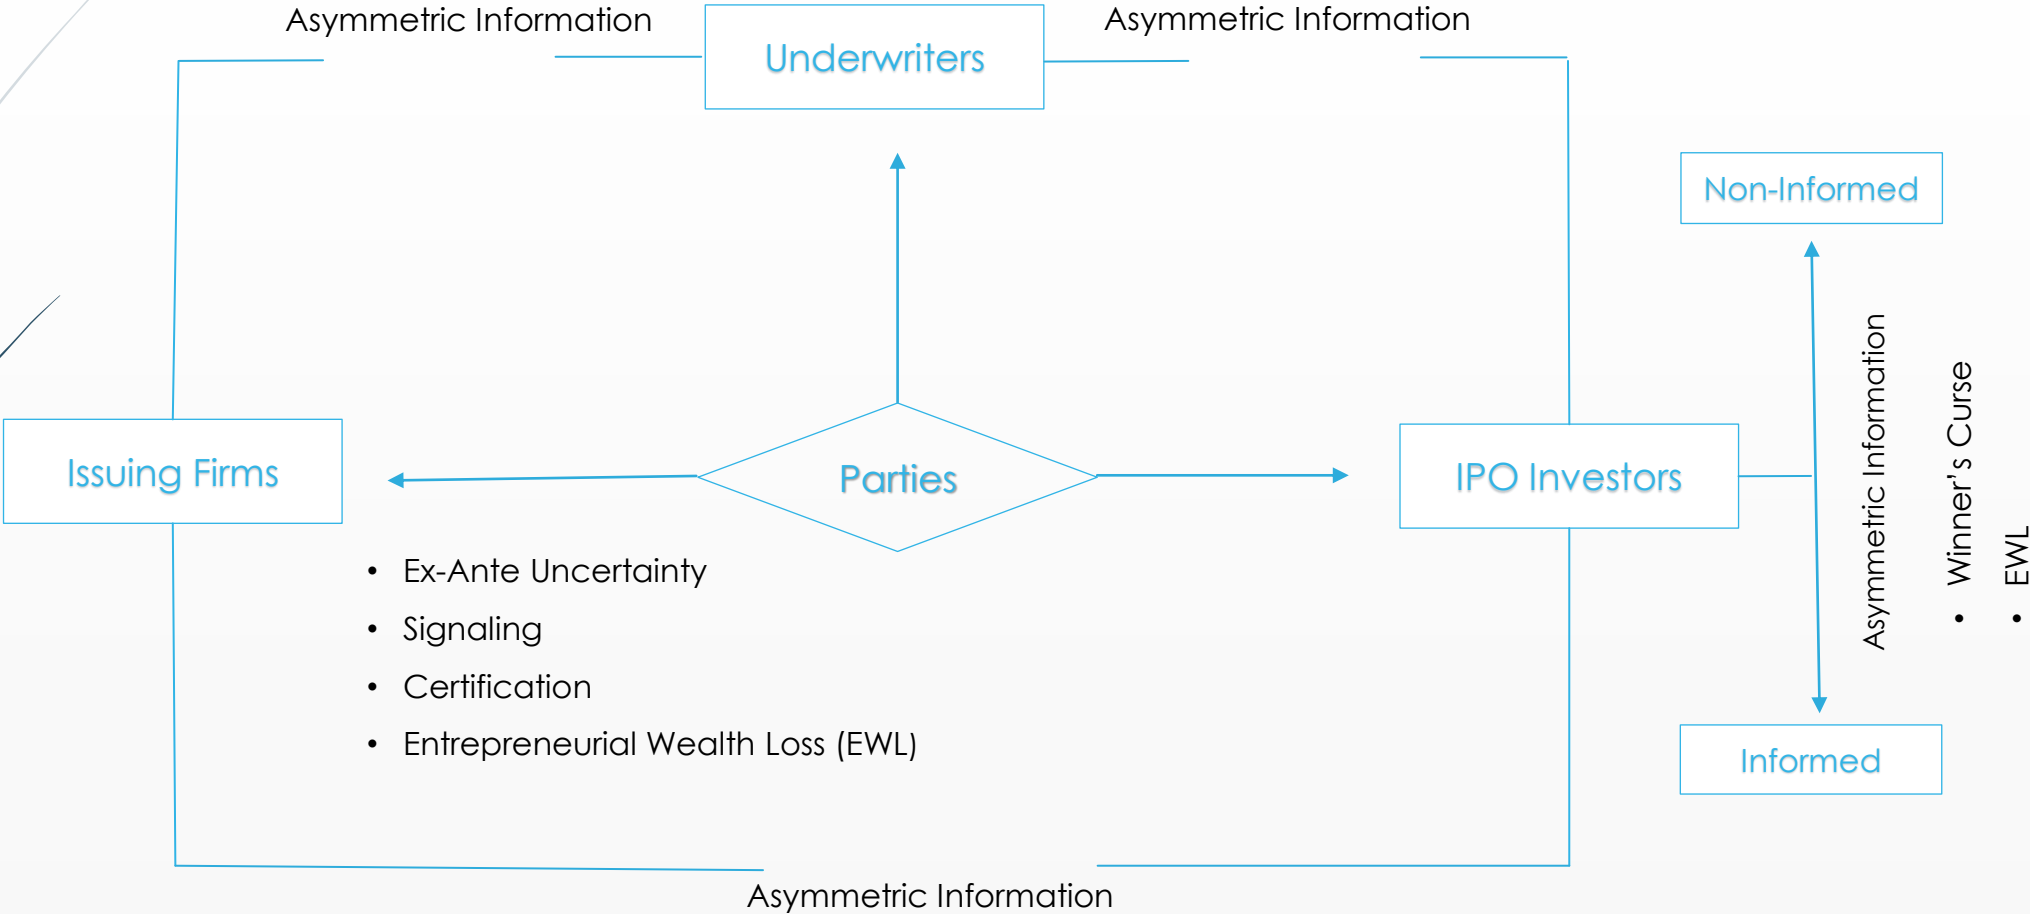 Asymmetric Information
Asymmetric Information
Underwriters
Non-Informed
Issuing Firms
Parties
IPO Investors
Asymmetric Information
• Winner’s Curse
• EWL
• Ex-Ante Uncertainty
• Signaling
• Certification
• Entrepreneurial Wealth Loss (EWL)
Informed
Asymmetric Information